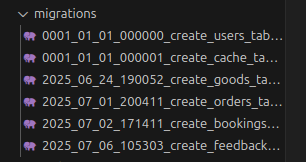 migrations
0001_01_01_000000_create_users_tab...
0001_01_01_000001_create_cache_ta...
2025_06_24_190052_create_goods_ta...
2025_07_01_200411_create_orders_ta...
2025_07_02_171411_create_bookings...
2025_07_06_105303_create_feedback...